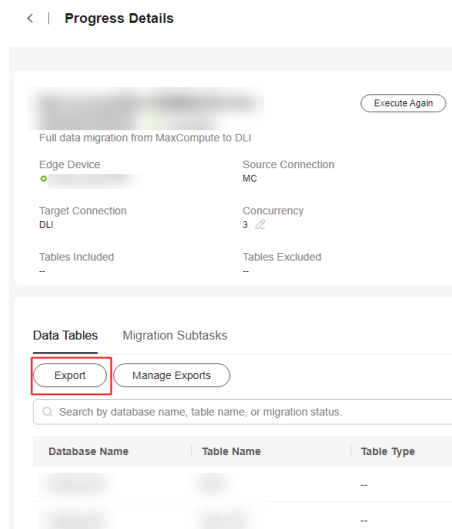 Progress Details
Execute Again
Full data migration from MaxCompute to DLI
Edge Device
Source Connection
MC
Target Connection
DLI
Concurrency
3
Tables Included
--
Tables Excluded
--
Data Tables Migration Subtasks
Export Manage Exports
Search by database name, table name, or migration status.
Database Name Table Name Table Type
--
--